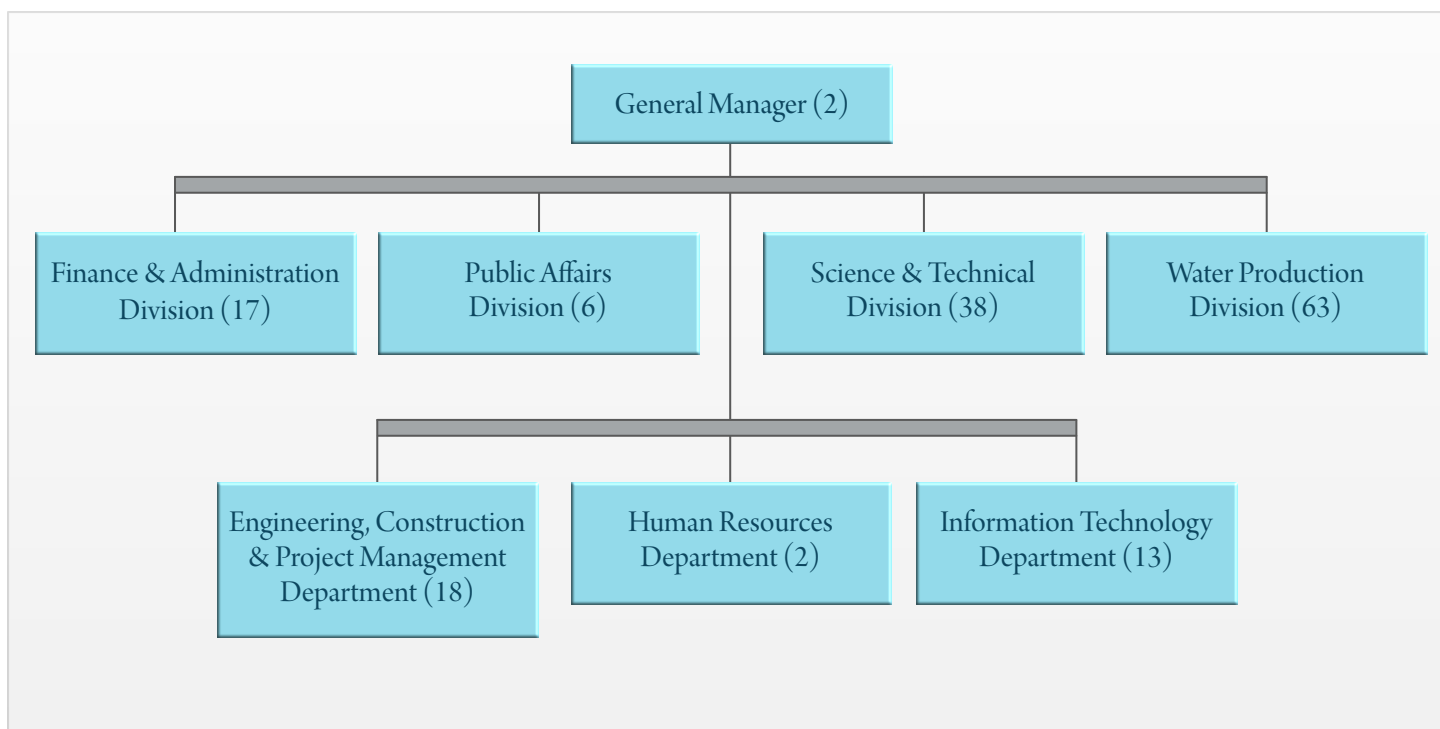 General Manager (2)
Finance & Administration
Division (17)
Public Affairs
Division (6)
Science & Technical
Division (38)
Water Production
Division (63)
Engineering, Construction
& Project Management
Department (18)
Human Resources
Department (2)
Information Technology
Department (13)